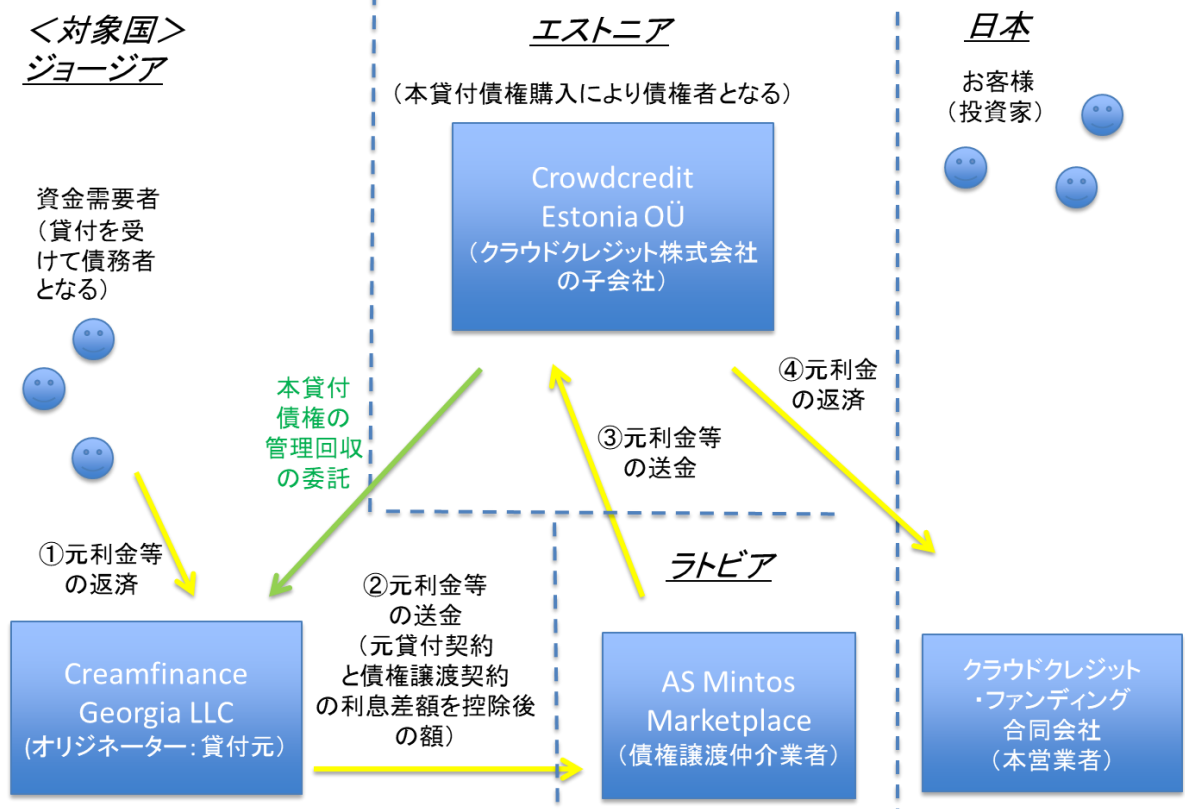 ＜対象国＞
ジョージア
エストニア
日本
（本貸付債権購入により債権者となる）
お客様
（投資家）
Crowdcredit
Estonia OÜ
（クラウドクレジット株式会社
の子会社）
資金需要者
（貸付を受
けて債務者
となる）
本貸付
債権の
管理回収
の委託
④元利金
の返済
③元利金等
の送金
①元利金等
の返済
②元利金等
の送金
（元貸付契約
と債権譲渡契約
の利息差額を控除後
の額）
ラトビア
Creamfinance
Georgia LLC
(オリジネーター：貸付元）
AS Mintos
Marketplace
（債権譲渡仲介業者）
クラウドクレジット
・ファンディング
合同会社
（本営業者）